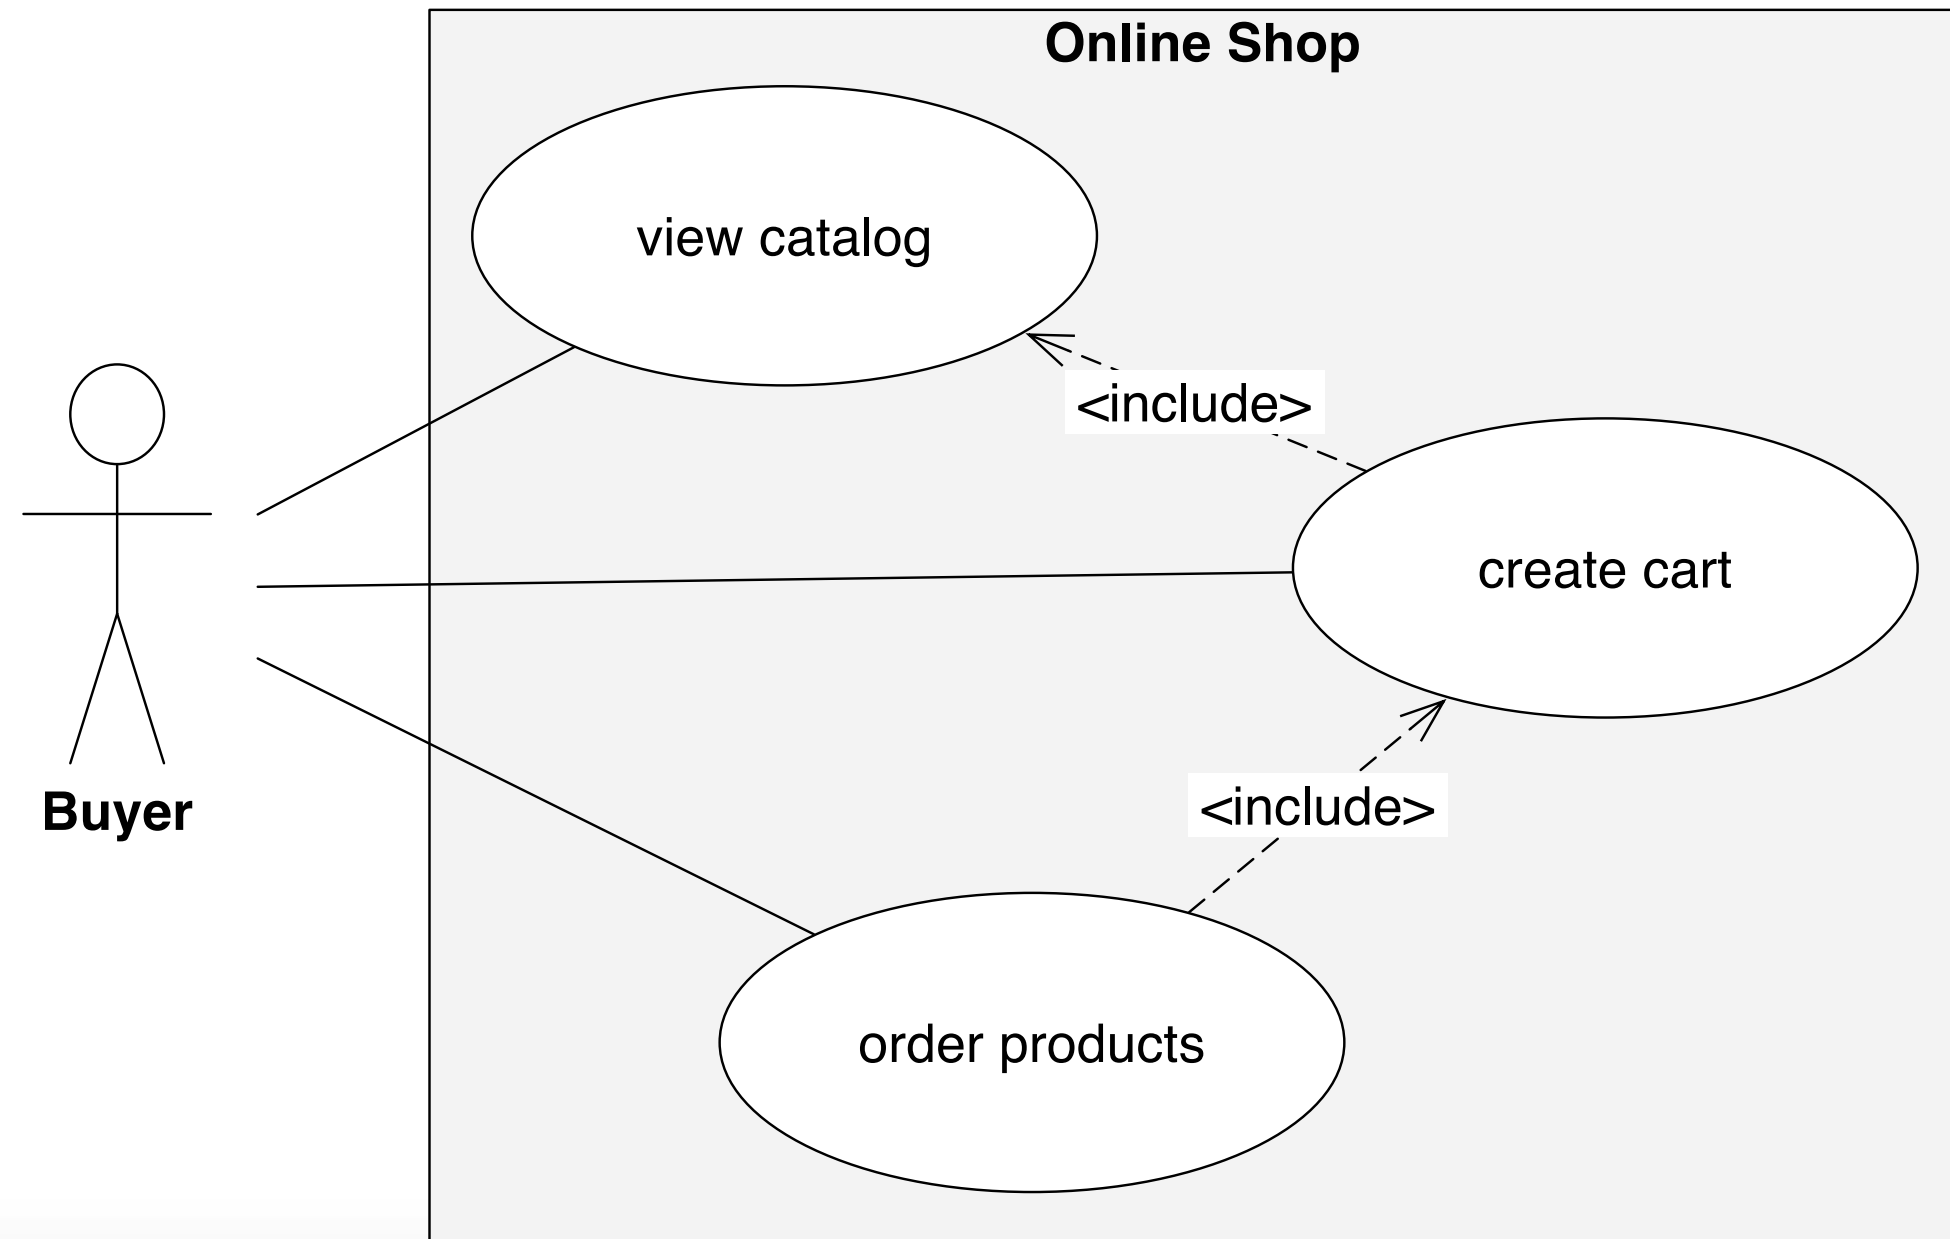 Online Shop
view catalog
<include>
create cart
<include>
Buyer
order products